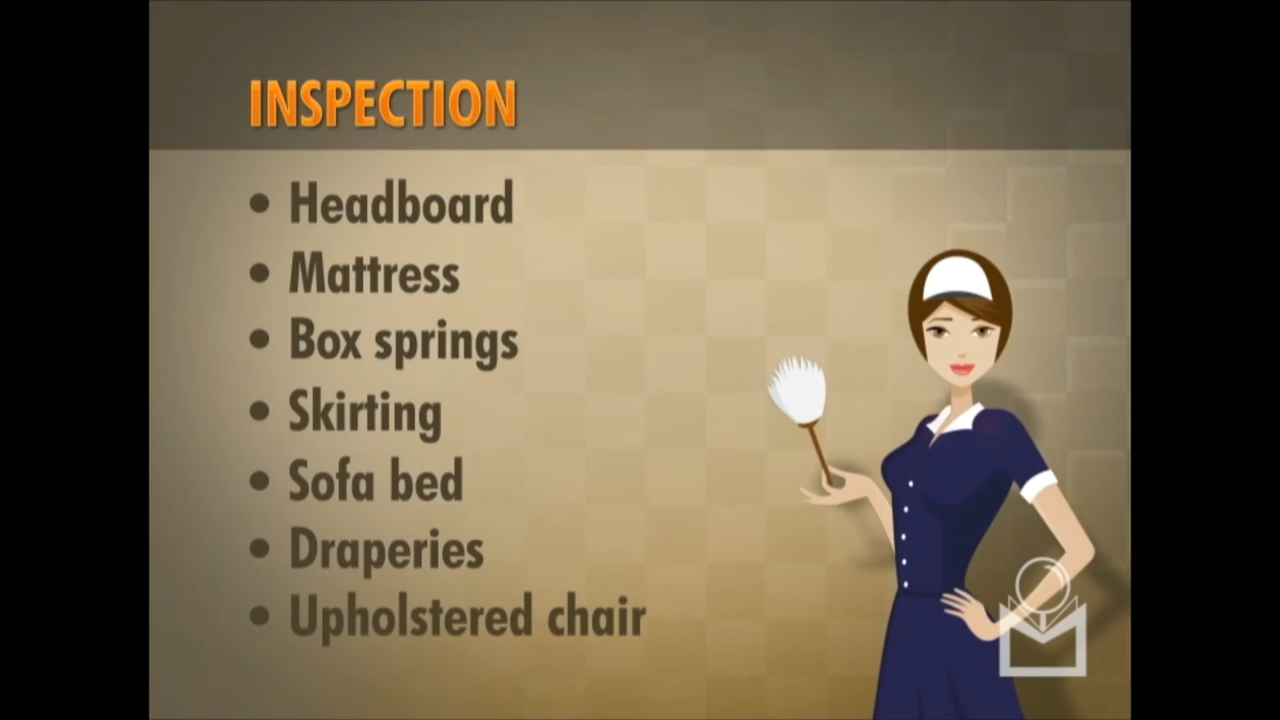 INSPECTION
• Headboard
• Mattress
• Box springs
• Skirting
• Sofa bed
• Draperies
• Upholstered chair